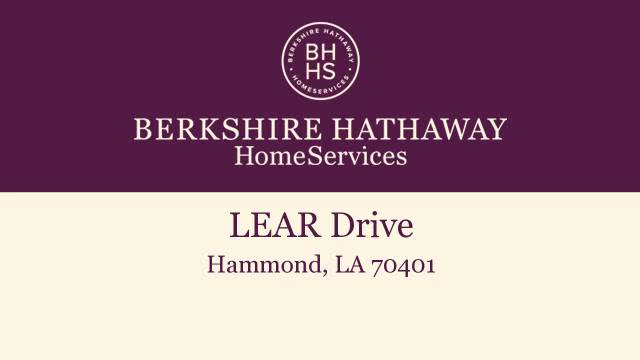 BERKSHIRE HATHAWAY
BH
HS
HOMESERVICES
BERKSHIRE HATHAWAY
HomeServices
LEAR Drive
Hammond, LA 70401